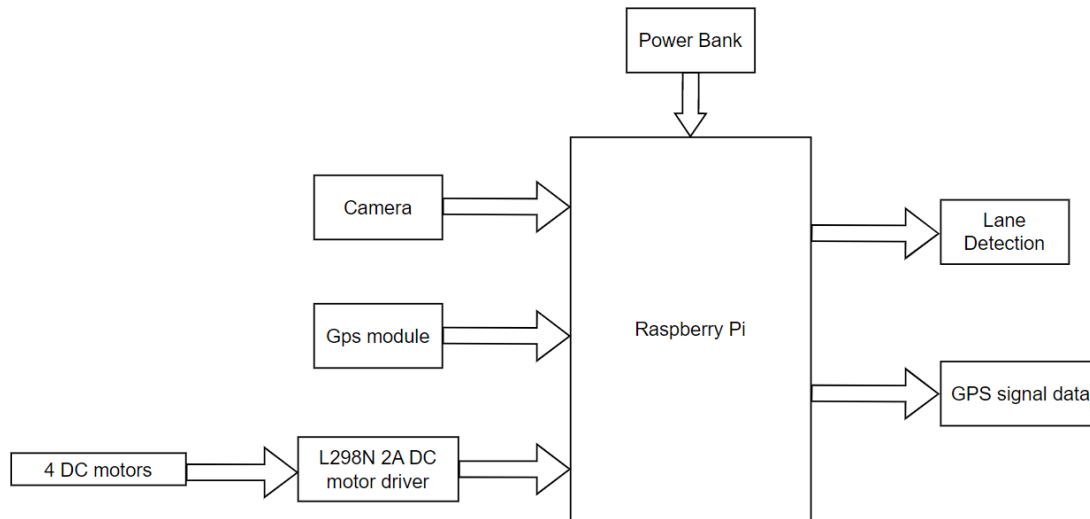 Power Bank
Camera
Lane
Detection
Gps module
Raspberry Pi
GPS signal data
4 DC motors
L298N 2A DC
motor driver